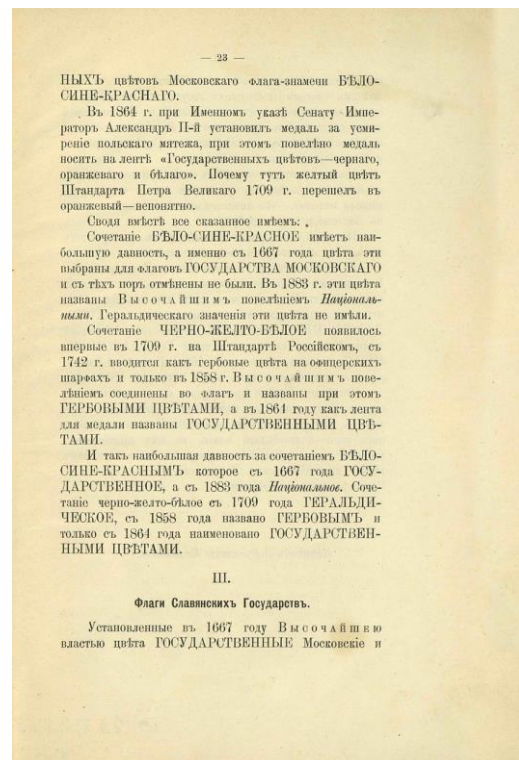 — 23 —
НЫХЪ цвѣтовъ Московскаго флага-знамени БѢЛО-
СИНЕ-КРАСНАГО.
Въ 1864 г. при Именномъ указѣ Сенату Импе-
раторъ Александръ II-й установилъ медаль за усми-
реніе польскаго мятежа, при этомъ повелѣно медаль
носить на лентѣ «Государственныхъ цвѣтовъ—чернаго,
оранжеваго и бѣлаго». Почему тутъ желтый цвѣтъ
Штандарта Петра Великаго 1709 г. перешелъ въ
оранжевый—непонятно.
Сводя вмѣстѣ все сказанное имѣемъ:
Сочетаніе БѢЛО-СИНЕ-КРАСНОЕ имѣетъ наи-
большую давность, а именно съ 1667 года цвѣта эти
выбраны для флаговъ ГОСУДАРСТВА МОСКОВСКАГО
и съ тѣхъ поръ отмѣнены не были. Въ 1883 г. эти цвѣта
названы Высочайшимъ повелѣніемъ Національ-
ными. Геральдическаго значенія эти цвѣта не имѣли.
Сочетаніе ЧЕРНО-ЖЕЛТО-БѢЛОЕ появилось
впервые въ 1709 г. на Штандартѣ Россійскомъ, съ
1742 г. вводится какъ гербовые цвѣта на офицерскихъ
шарфахъ и только въ 1858 г. Высочайшимъ пове-
лѣніемъ соединены во флагъ и названы при этомъ
ГЕРБОВЫМИ ЦВѢТАМИ, а въ 1864 году какъ лента
для медали названы ГОСУДАРСТВЕННЫМИ ЦВѢ-
ТАМИ.
И такъ наибольшая давность за сочетаніемъ БѢЛО-
СИНЕ-КРАСНЫМЪ которое съ 1667 года ГОСУ-
ДАРСТВЕННОЕ, а съ 1883 года Національное. Соче-
таніе черно-желто-бѣлое съ 1709 года ГЕРАЛЬДИ-
ЧЕСКОЕ, съ 1858 года названо ГЕРБОВЫМЪ и
только съ 1864 года наименовано ГОСУДАРСТВЕН-
НЫМИ ЦВѢТАМИ.
III.
Флаги Славянскихъ Государствъ.
Установленные въ 1667 году Высочайшею
властью цвѣта ГОСУДАРСТВЕННЫЕ Московскіе и